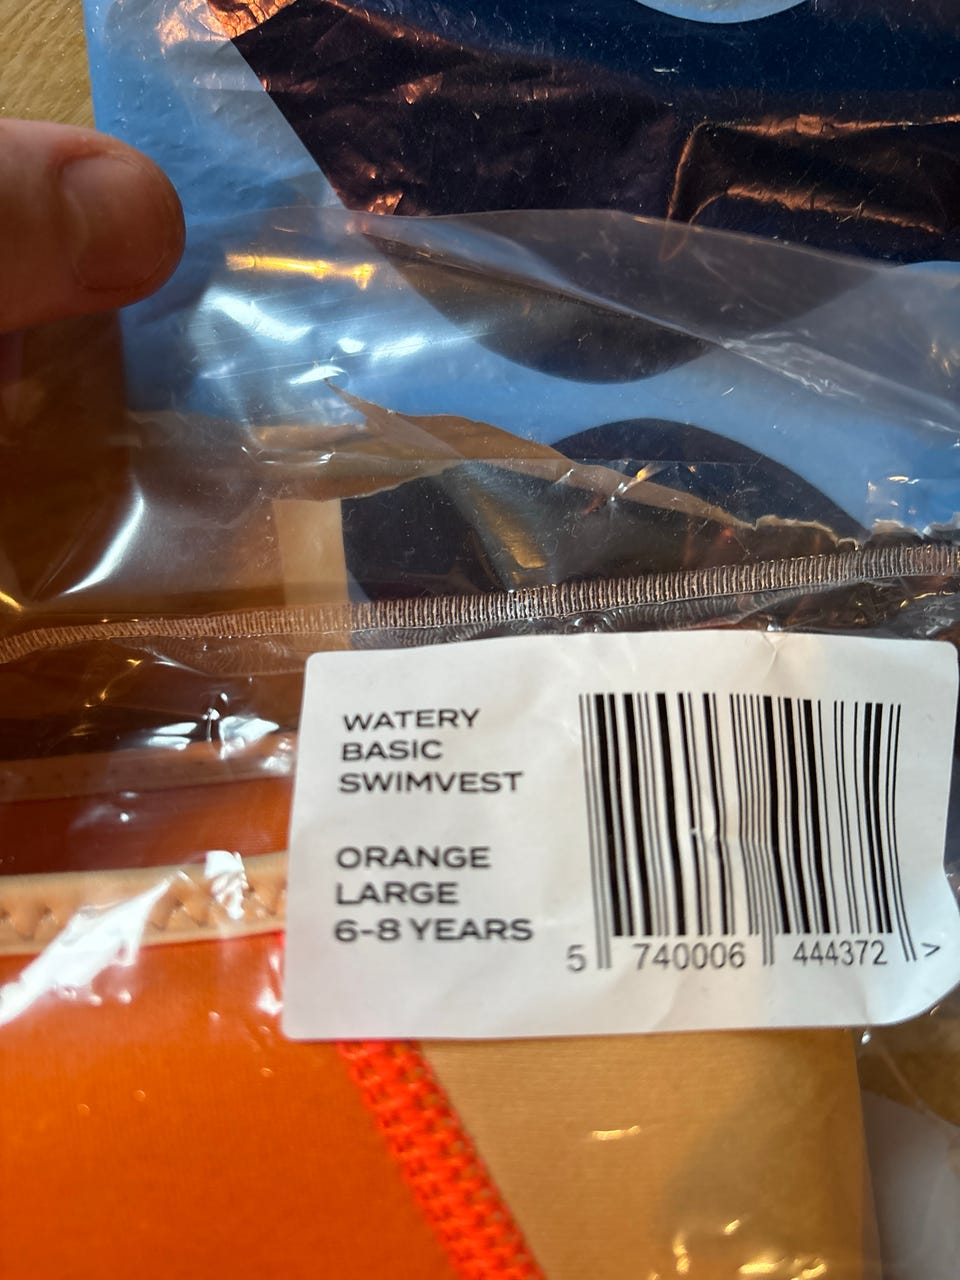 WATERY
BASIC
SWIMVEST
ORANGE
LARGE
6-8 YEARS
5 740006 444372 >